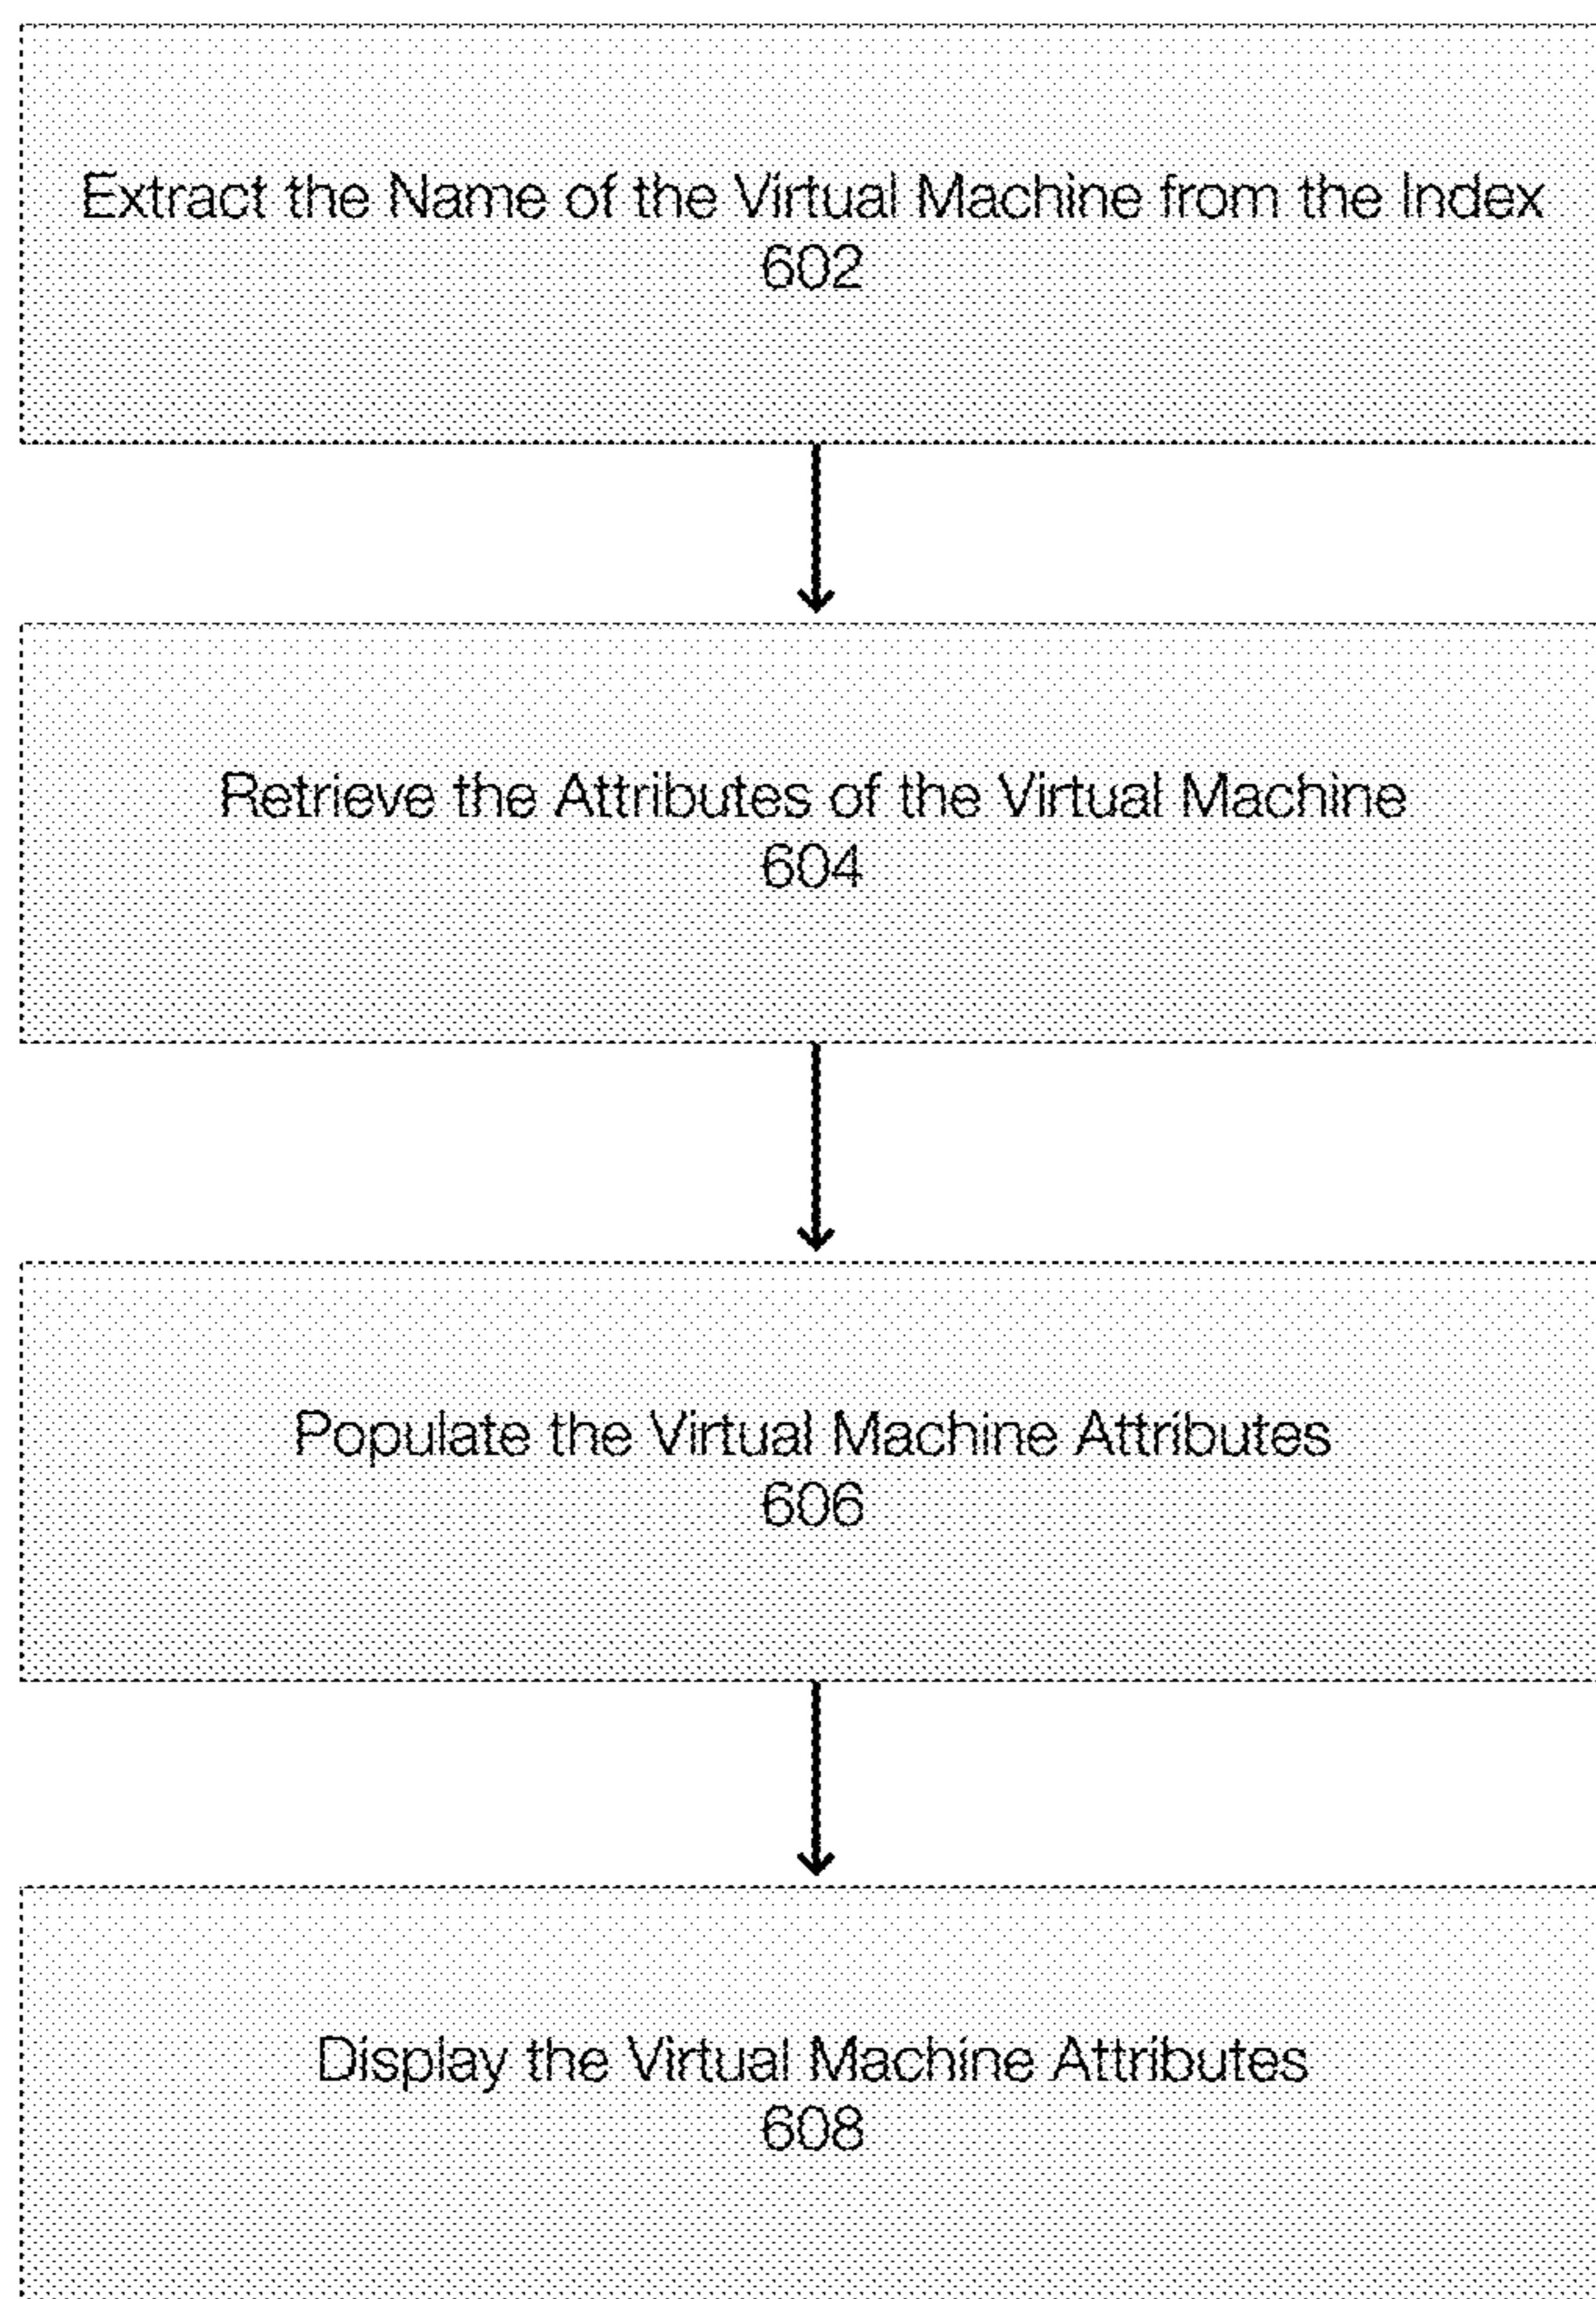 Extract the Name of the Virtual Machine from the Index
602
Retrieve the Attributes of the Virtual Machine
604
Populate the Virtual Machine Attributes
606
Display the Virtual Machine Attributes
608